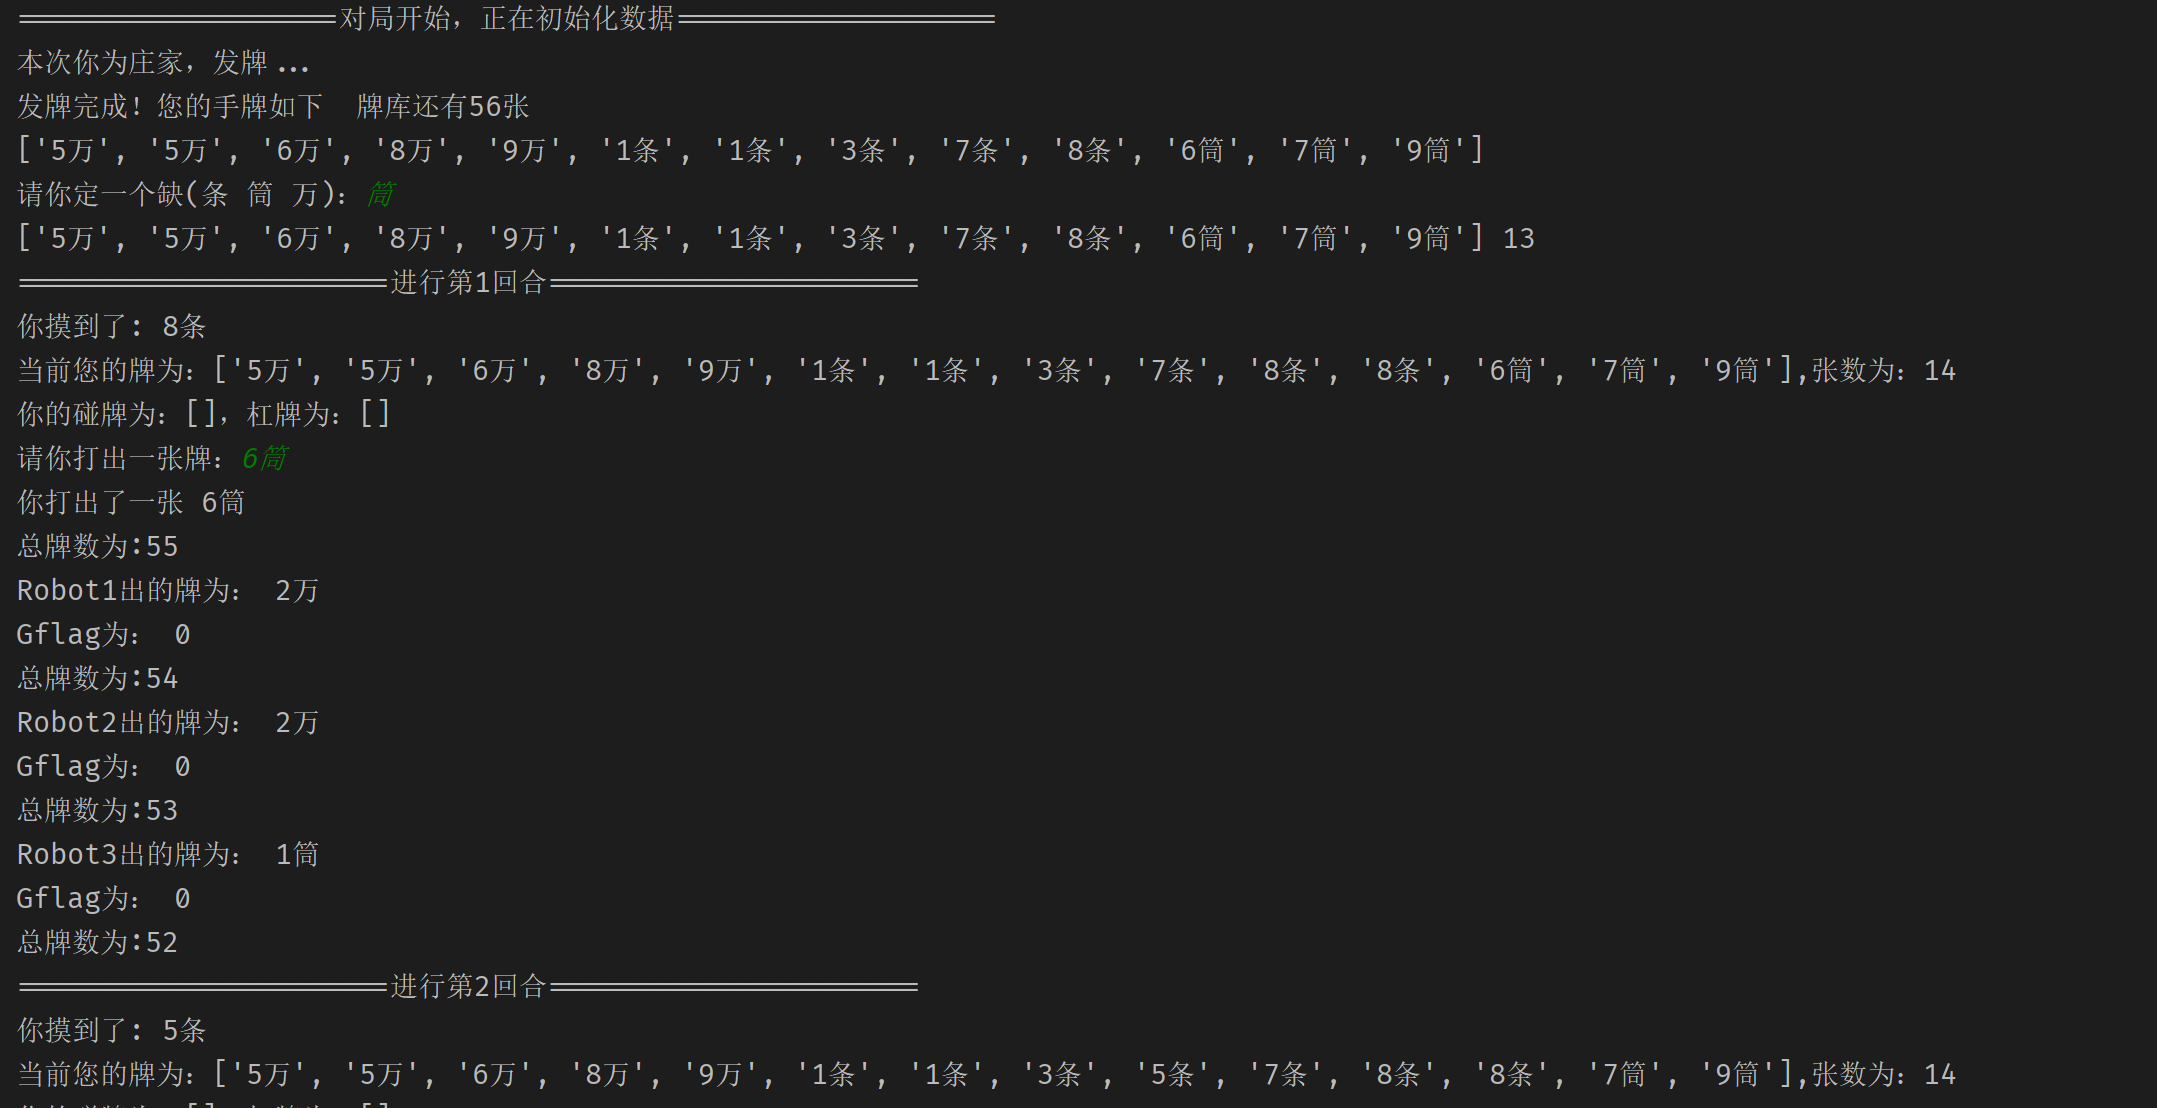 ==================对局开始，正在初始化数据==================
本次你为庄家，发牌...
发牌完成！您的手牌如下  牌库还有56张
['5万', '5万', '6万', '8万', '9万', '1条', '1条', '3条', '7条', '8条', '6筒', '7筒', '9筒']
请你定一个缺(条 筒 万)：筒
['5万', '5万', '6万', '8万', '9万', '1条', '1条', '3条', '7条', '8条', '6筒', '7筒', '9筒'] 13
=====================进行第1回合=====================
你摸到了: 8条
当前您的牌为：['5万', '5万', '6万', '8万', '9万', '1条', '1条', '3条', '7条', '8条', '8条', '6筒', '7筒', '9筒'],张数为：14
你的碰牌为：[]，杠牌为：[]
请你打出一张牌：6筒
你打出了一张 6筒
总牌数为:55
Robot1出的牌为： 2万
Gflag为： 0
总牌数为:54
Robot2出的牌为： 2万
Gflag为： 0
总牌数为:53
Robot3出的牌为： 1筒
Gflag为： 0
总牌数为:52
=====================进行第2回合=====================
你摸到了: 5条
当前您的牌为：['5万', '5万', '6万', '8万', '9万', '1条', '1条', '3条', '5条', '7条', '8条', '8条', '7筒', '9筒'],张数为：14